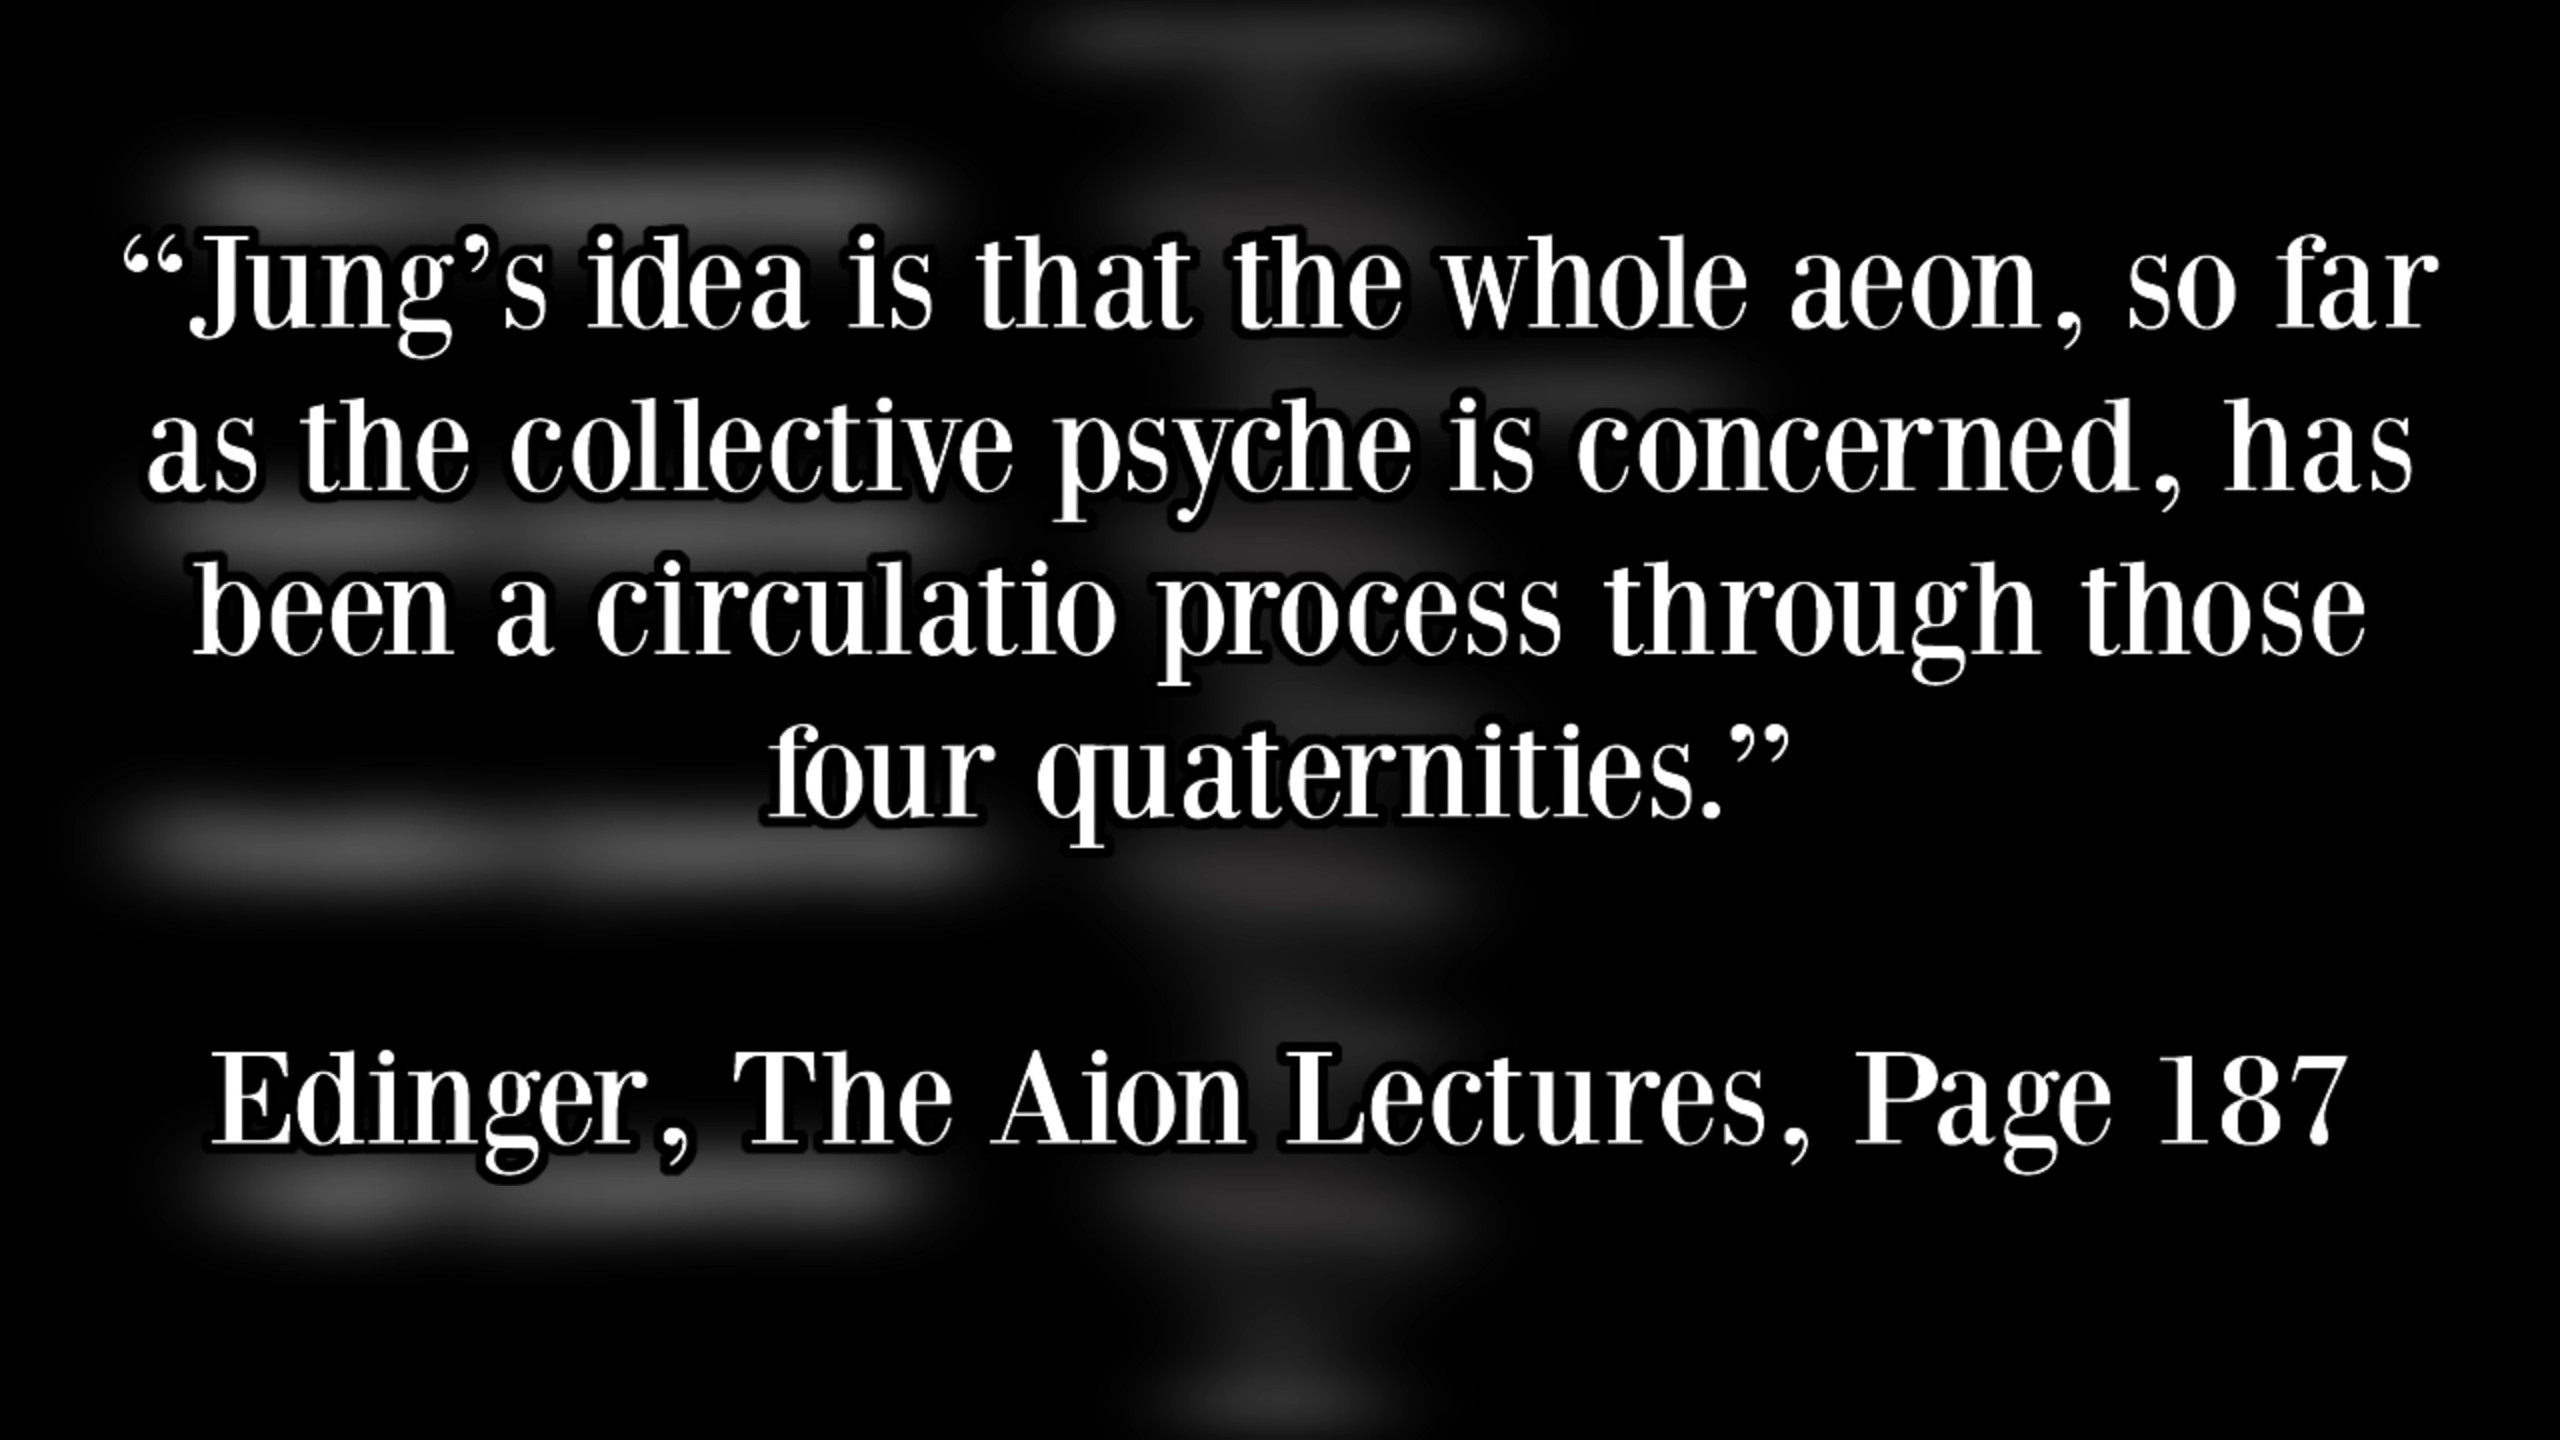 “Jung’s idea is that the whole aeon, so far
as the collective psyche is concerned, has
been a circulatio process through those
four quaternities.”
Edinger, The Aion Lectures, Page 187